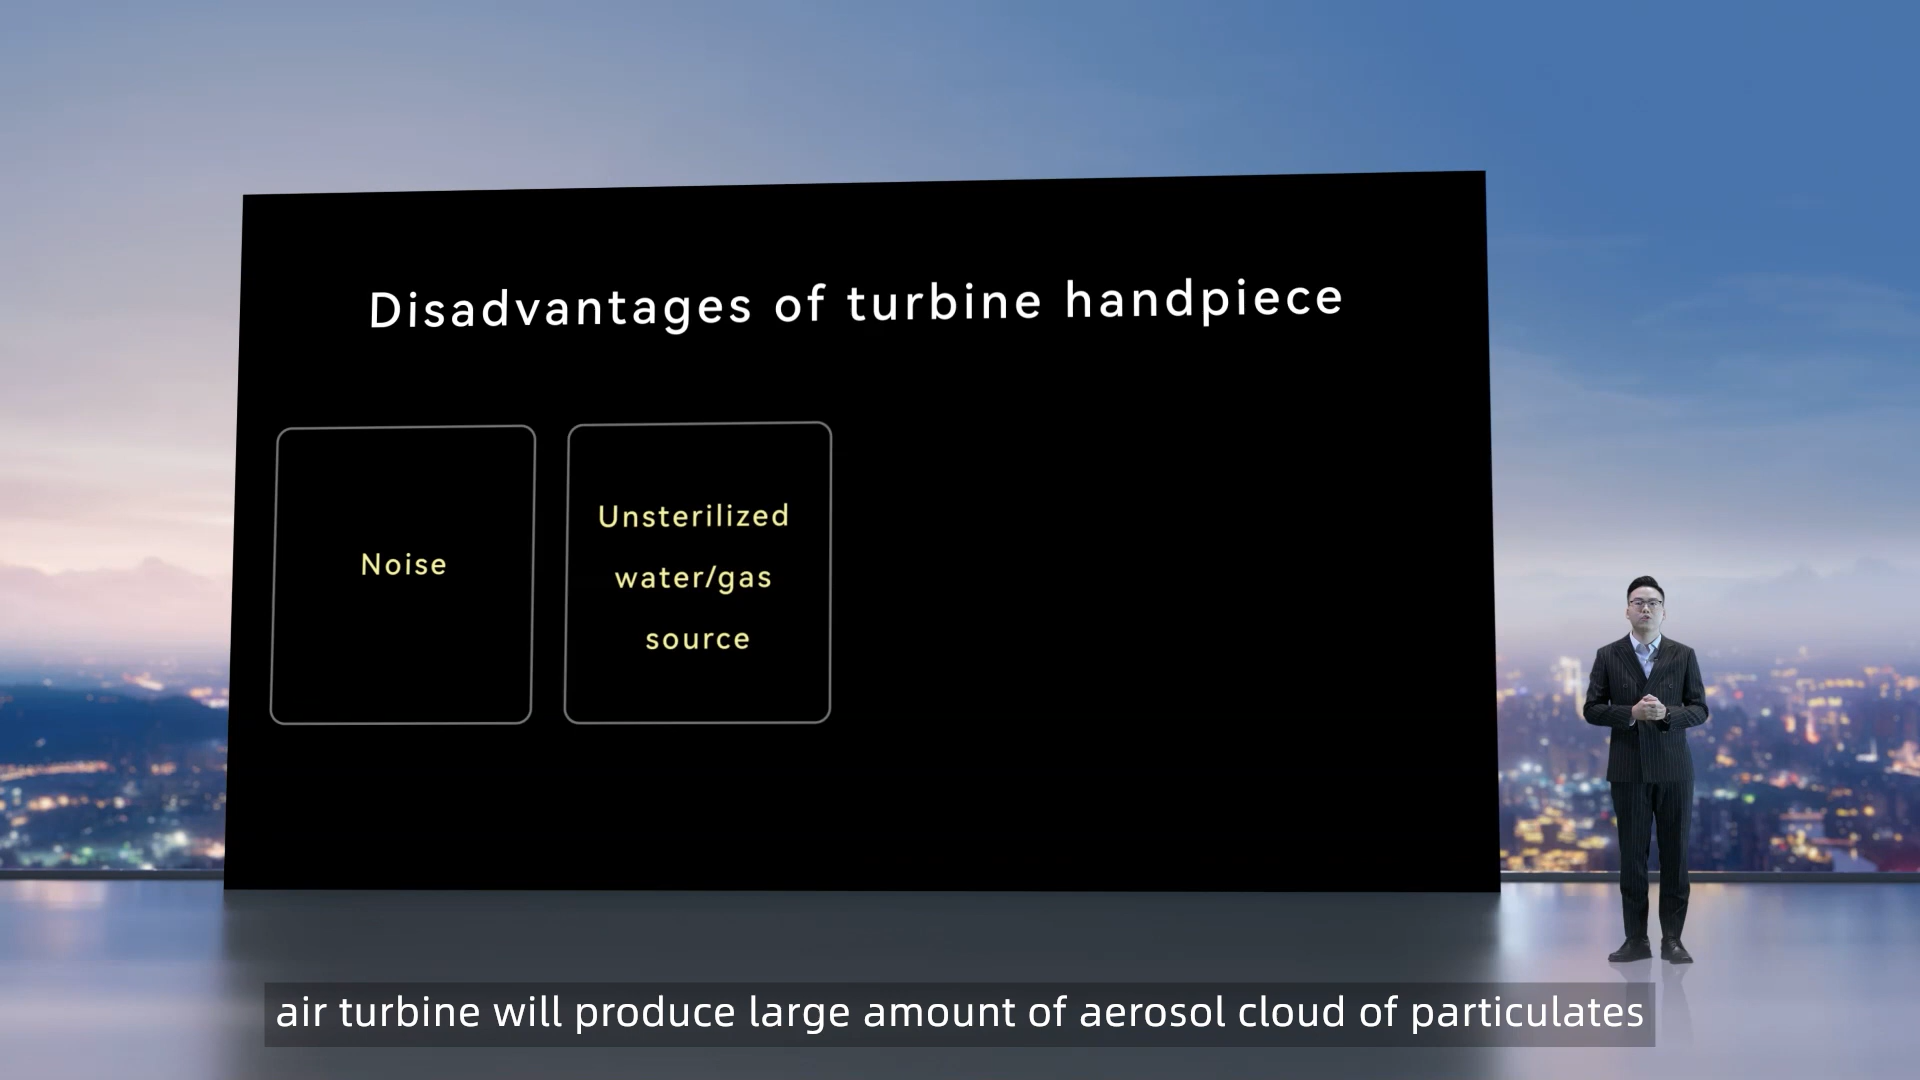 Disadvantages of turbine handpiece
Noise
Unsterilized
water/gas
source
air turbine will produce large amount of aerosol cloud of particulates